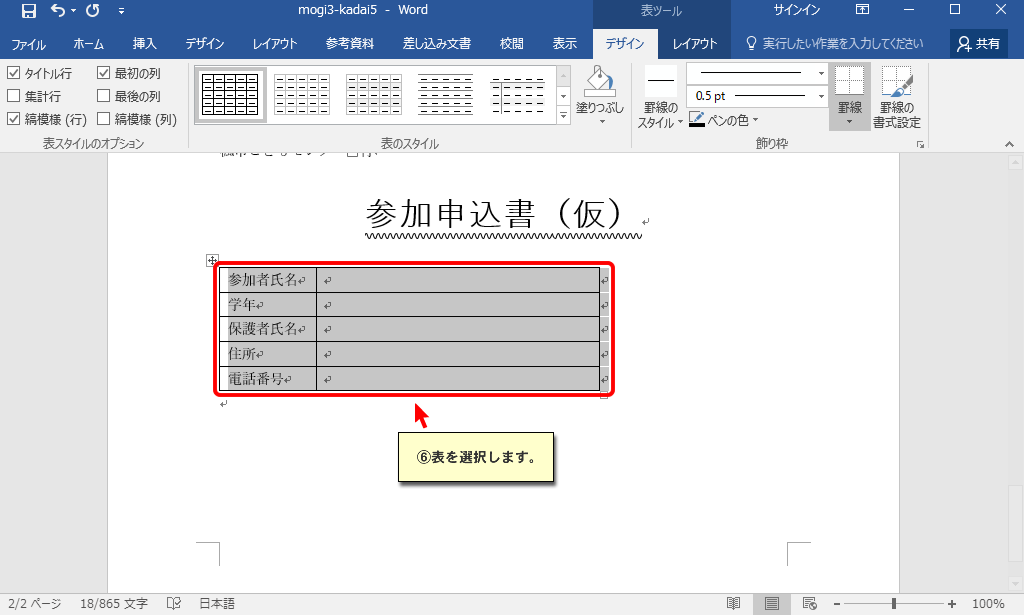 mogi3-kadai5 - Word
表ツール
サインイン
ファイル ホーム 挿入 デザイン レイアウト 参考資料 差し込み文書 校閲 表示 デザイン レイアウト 実行したい作業を入力してください 共有
タイトル行 最初の列
集計行 最後の列
縞模様 (行) 縞模様 (列)
表スタイルのオプション
表のスタイル
塗りつぶし
罫線の
スタイル
0.5 pt
ペンの色
罫線
罫線の
書式設定
飾り枠
参加申込書（仮）
参加者氏名
学年
保護者氏名
住所
電話番号
⑥表を選択します。
2/2 ページ 18/865 文字 日本語 100%